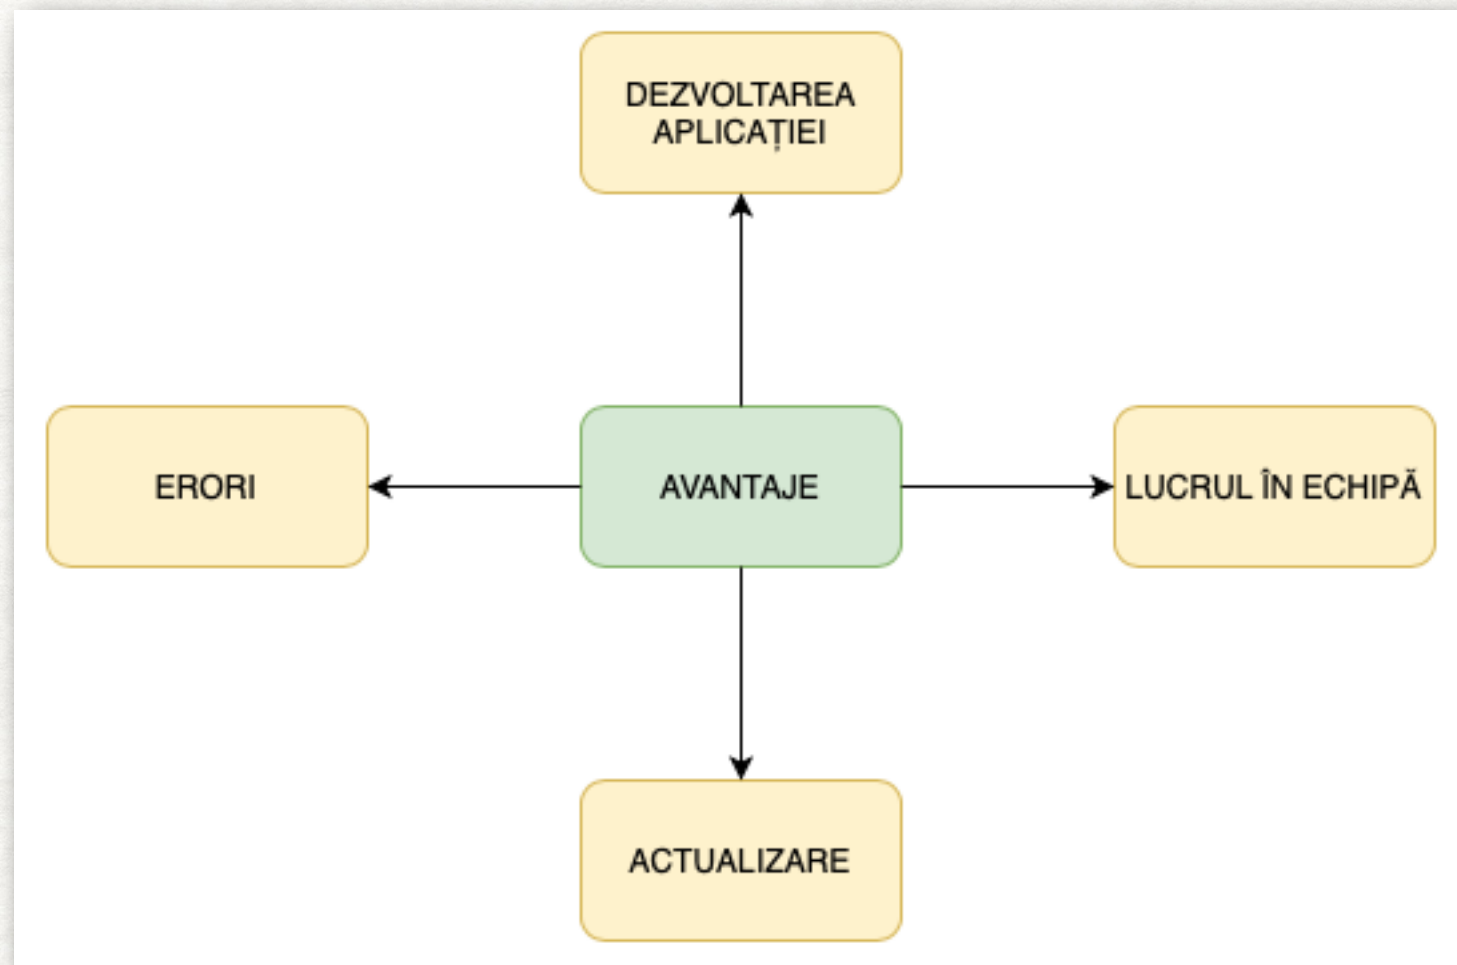 DEZVOLTAREA
APLICAȚIEI
ERORI
AVANTAJE
LUCRUL ÎN ECHIPĂ
ACTUALIZARE